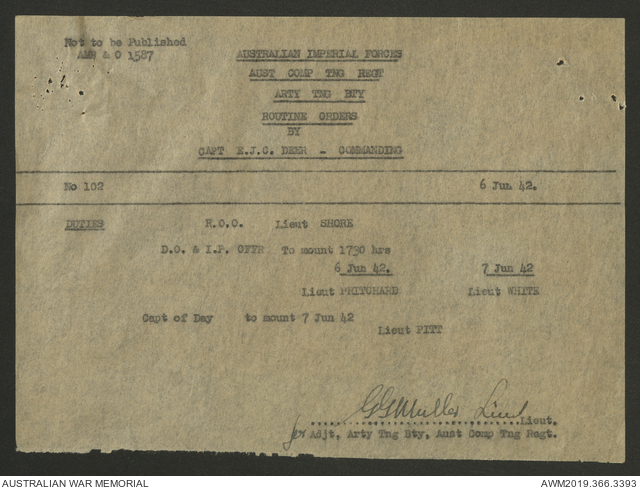 Not to be Published
AMR & O 1587
AUSTRALIAN IMPERIAL FORCES
AUST COMP TNG REGT
ARTY TNG BTY
ROUTINE ORDERS
BY
CAPT E.J.C. DEER - COMMANDING
No 102 6 Jun 42.
DUTIES R.O.O. Lieut SHORE
D.O. & I.P. OFFR To mount 1730 hrs
6 Jun 42. 7 Jun 42
Lieut PRITCHARD Lieut WHITE
Capt of Day to mount 7 Jun 42
Lieut PITT
Lieut Lieut.
for Adjt, Arty Tng Bty, Aust Comp Tng Regt.
AUSTRALIAN WAR MEMORIAL AWM2019.366.3393